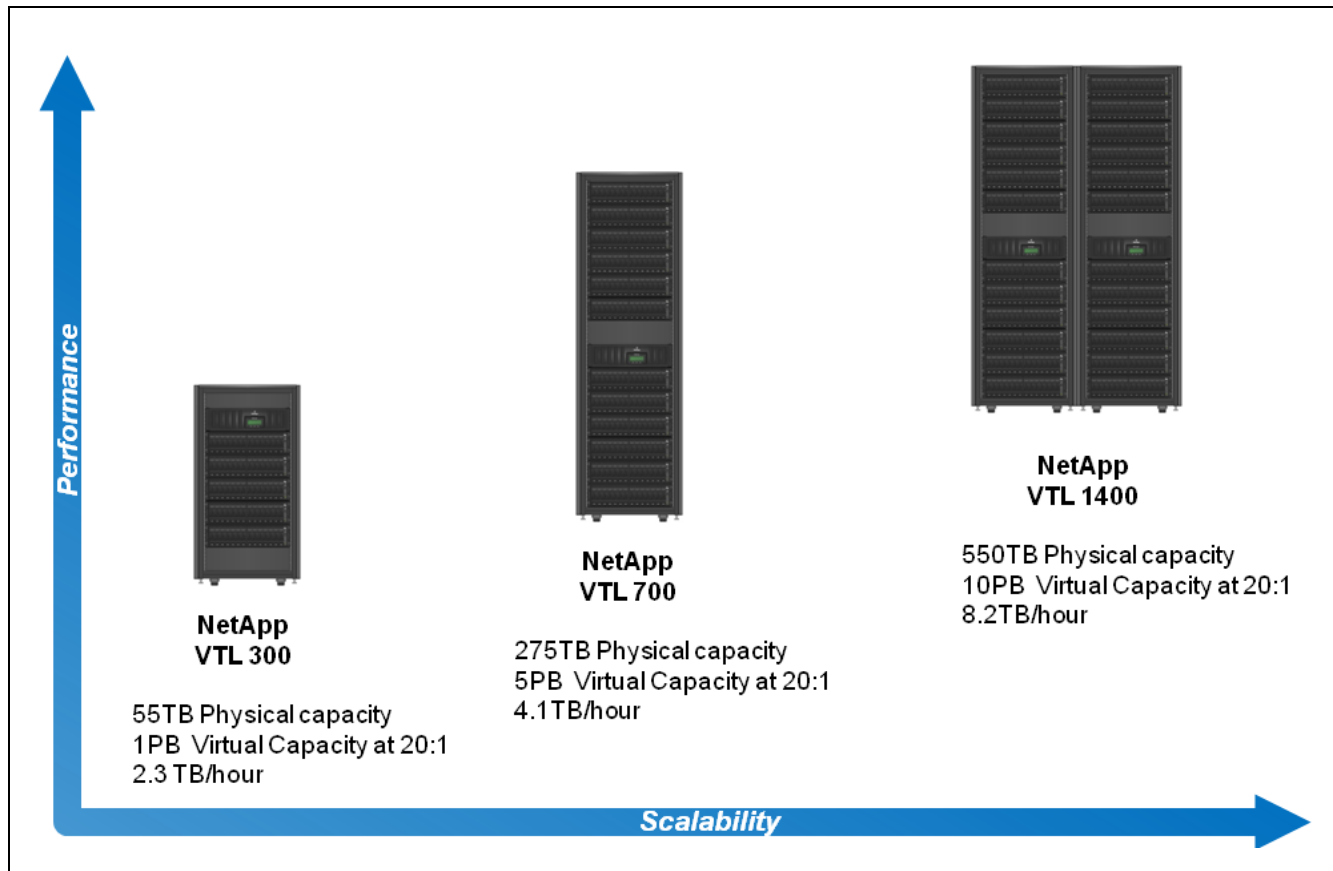 Performance
NetApp
VTL 300
55TB Physical capacity
1PB Virtual Capacity at 20:1
2.3 TB/hour
NetApp
VTL 700
275TB Physical capacity
5PB Virtual Capacity at 20:1
4.1TB/hour
NetApp
VTL 1400
550TB Physical capacity
10PB Virtual Capacity at 20:1
8.2TB/hour
Scalability